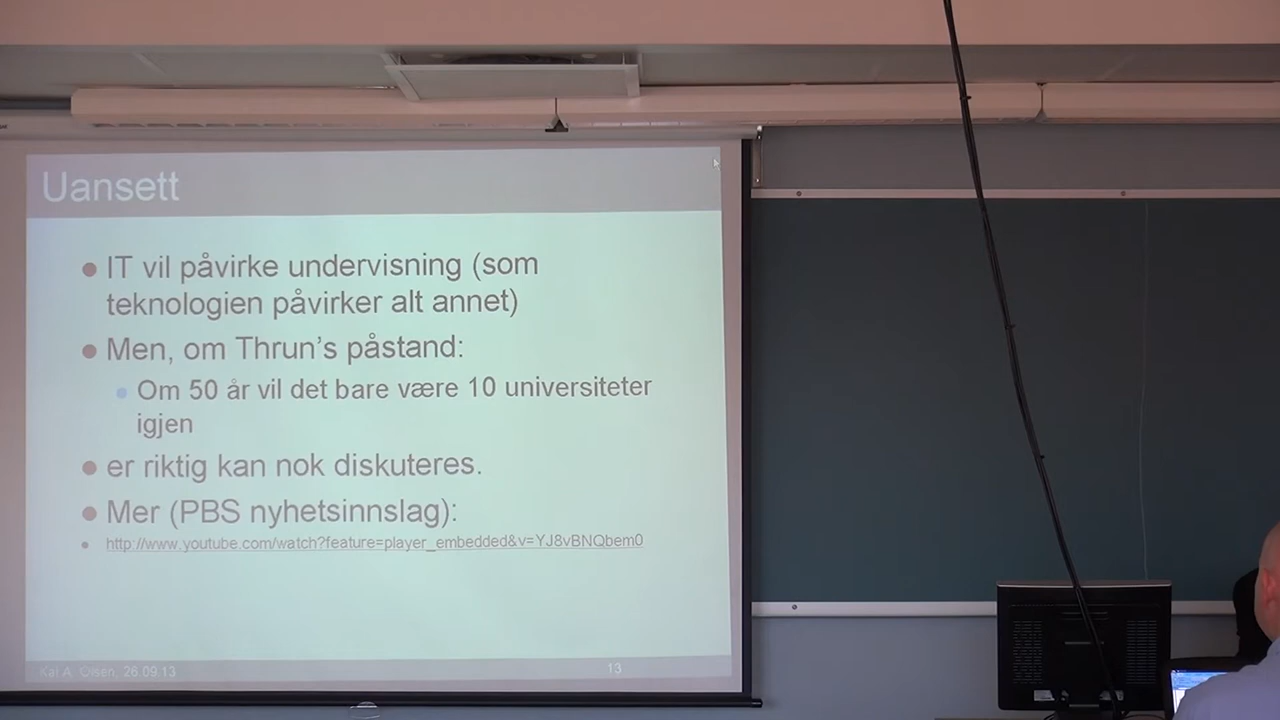 Uansett
IT vil påvirke undervisning (som
teknologien påvirker alt annet)
Men, om Thrun's påstand:
Om 50 år vil det bare være 10 universiteter
igjen
er riktig kan nok diskuteres.
Mer (PBS nyhetsinnslag):
http://www.youtube.com/watch?feature=player_embedded&v=YJ8vBNQbem0
Kai A. Olsen, 26.09.13
13